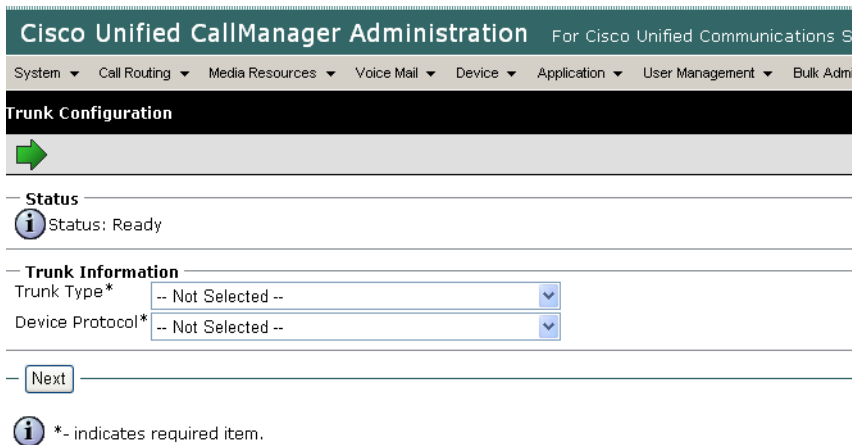 Cisco Unified CallManager Administration For Cisco Unified Communications S
System Call Routing Media Resources Voice Mail Device Application User Management Bulk Admi
Trunk Configuration
Status
Status: Ready
Trunk Information
Trunk Type* -- Not Selected --
Device Protocol* -- Not Selected --
Next
*- indicates required item.